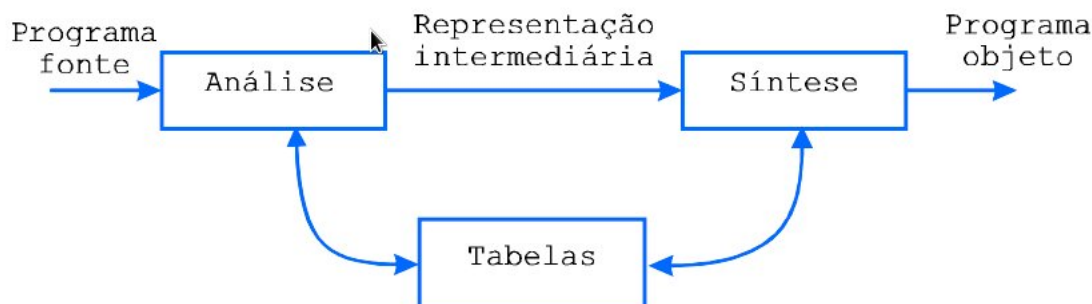 Programa
fonte
Análise
Representação
intermediária
Síntese
Programa
objeto
Tabelas